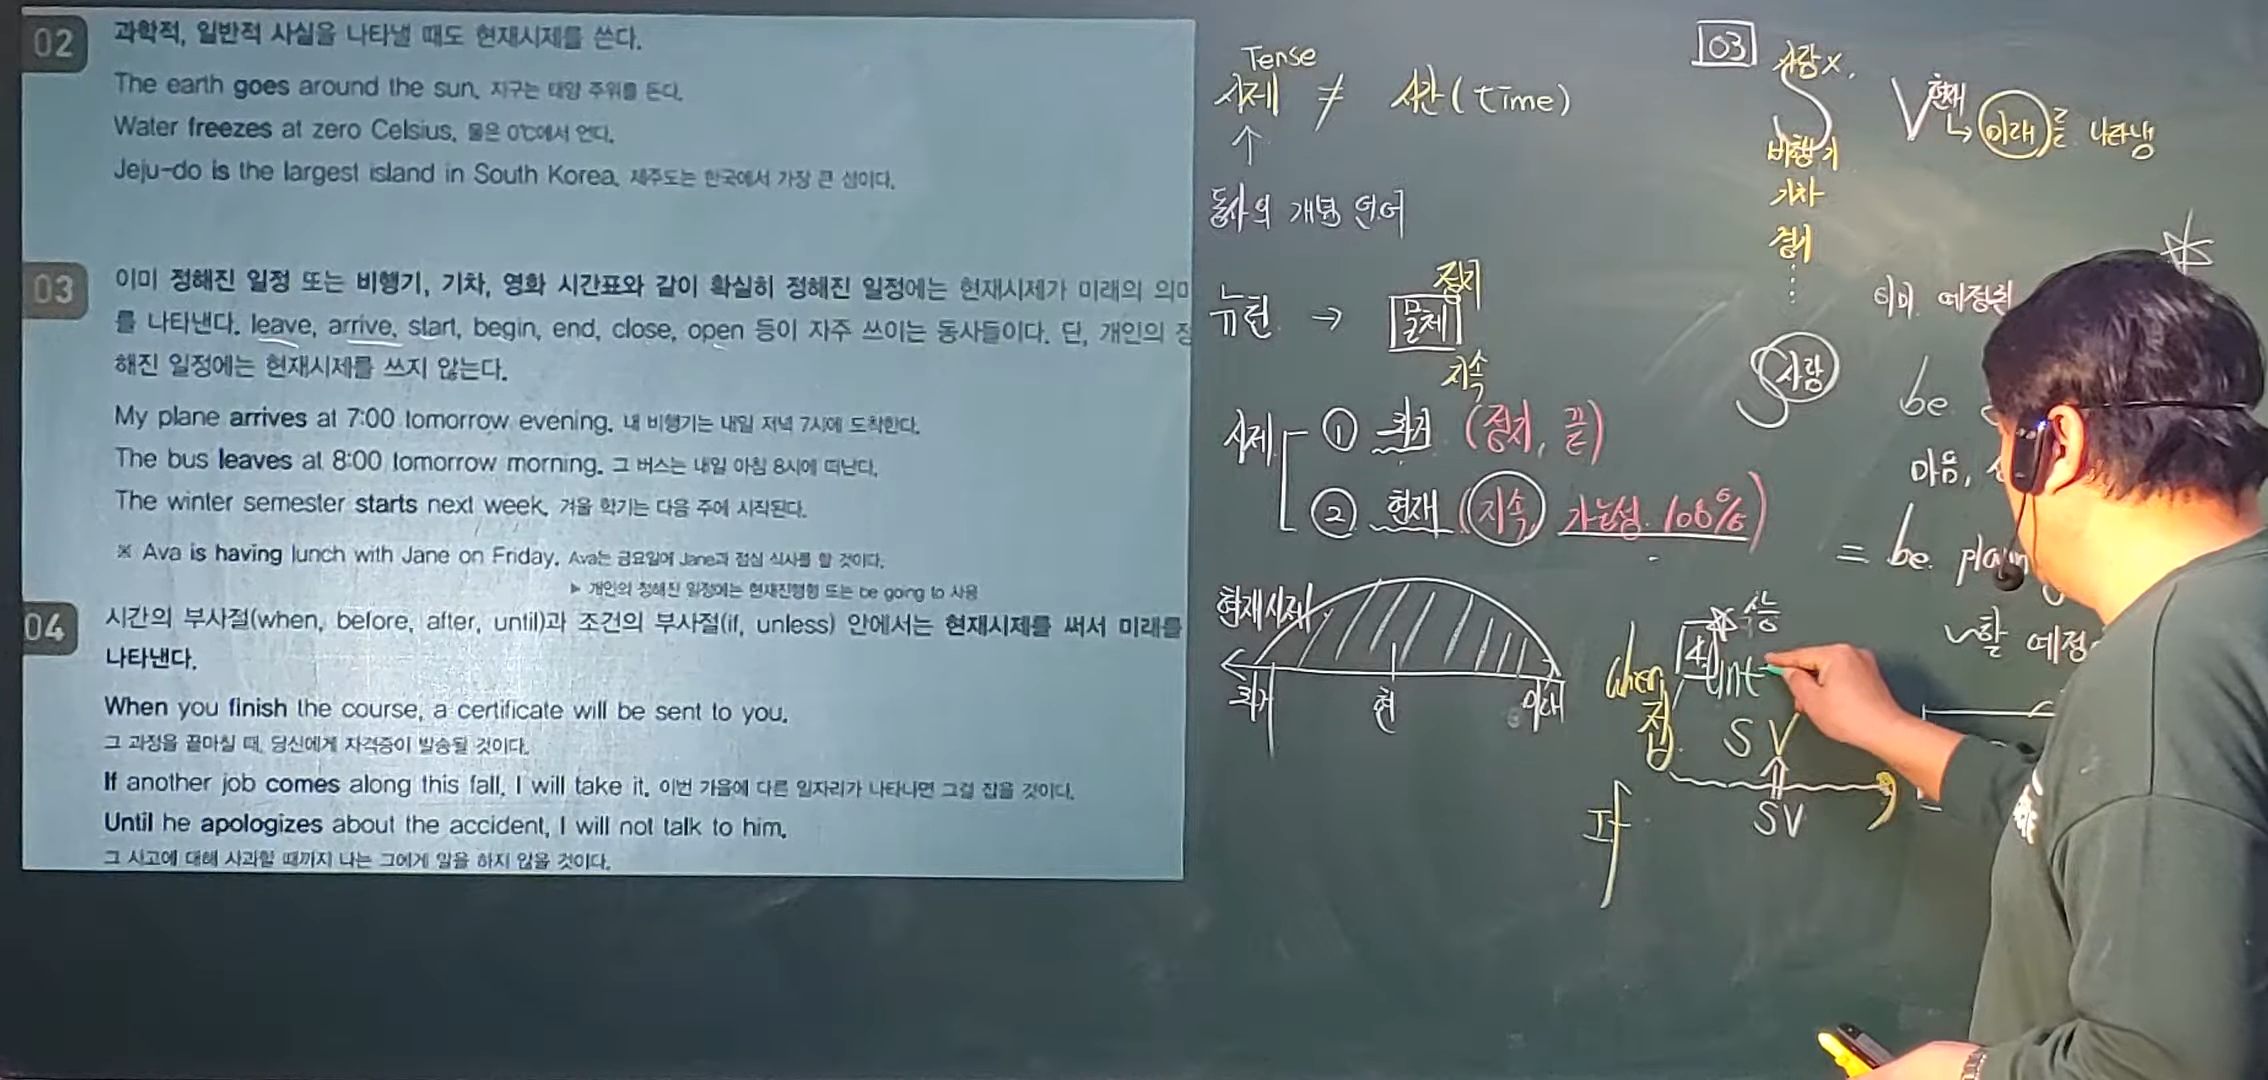 02 과학적, 일반적 사실을 나타낼 때도 현재시제를 쓴다.
The earth goes around the sun. 지구는 태양 주위를 돈다.
Water freezes at zero Celsius. 물은 0℃에서 언다.
Jeju-do is the largest island in South Korea. 제주도는 한국에서 가장 큰 섬이다.
03 이미 정해진 일정 또는 비행기, 기차, 영화 시간표와 같이 확실히 정해진 일정에는 현재시제가 미래의 의미
를 나타낸다. leave, arrive, start, begin, end, close, open 등이 자주 쓰이는 동사들이다. 단, 개인의 정
해진 일정에는 현재시제를 쓰지 않는다.
My plane arrives at 7:00 tomorrow evening. 내 비행기는 내일 저녁 7시에 도착한다.
The bus leaves at 8:00 tomorrow morning. 그 버스는 내일 아침 8시에 떠난다.
The winter semester starts next week. 겨울 학기는 다음 주에 시작된다.
※ Ava is having lunch with Jane on Friday. Ava는 금요일에 Jane과 점심 식사를 할 것이다.
▶ 개인의 정해진 일정에는 현재진행형 또는 be going to 사용
04 시간의 부사절(when, before, after, until)과 조건의 부사절(if, unless) 안에서는 현재시제를 써서 미래를
나타낸다.
When you finish the course, a certificate will be sent to you.
그 과정을 끝마칠 때, 당신에게 자격증이 발송될 것이다.
If another job comes along this fall, I will take it. 이번 가을에 다른 일자리가 나타나면 그걸 잡을 것이다.
Until he apologizes about the accident, I will not talk to him.
그 사고에 대해 사과할 때까지 나는 그에게 말을 하지 않을 것이다.
Tense
시제 ≠ 시간(time)
↑
동사의 개념 언어
뉴턴 → 물체
정지
지속
시제
① 과거 (정지, 끝)
② 현재 (지속, 가능성 100%)
현재시제
과거 현 미래
03 사람x.
비행기
기차
경기
사람
V현재
→ 미래를 나타냄
이미 예정된
be
마음,
= be plann
~할 예정
4. 수능
when
접
S V
SV